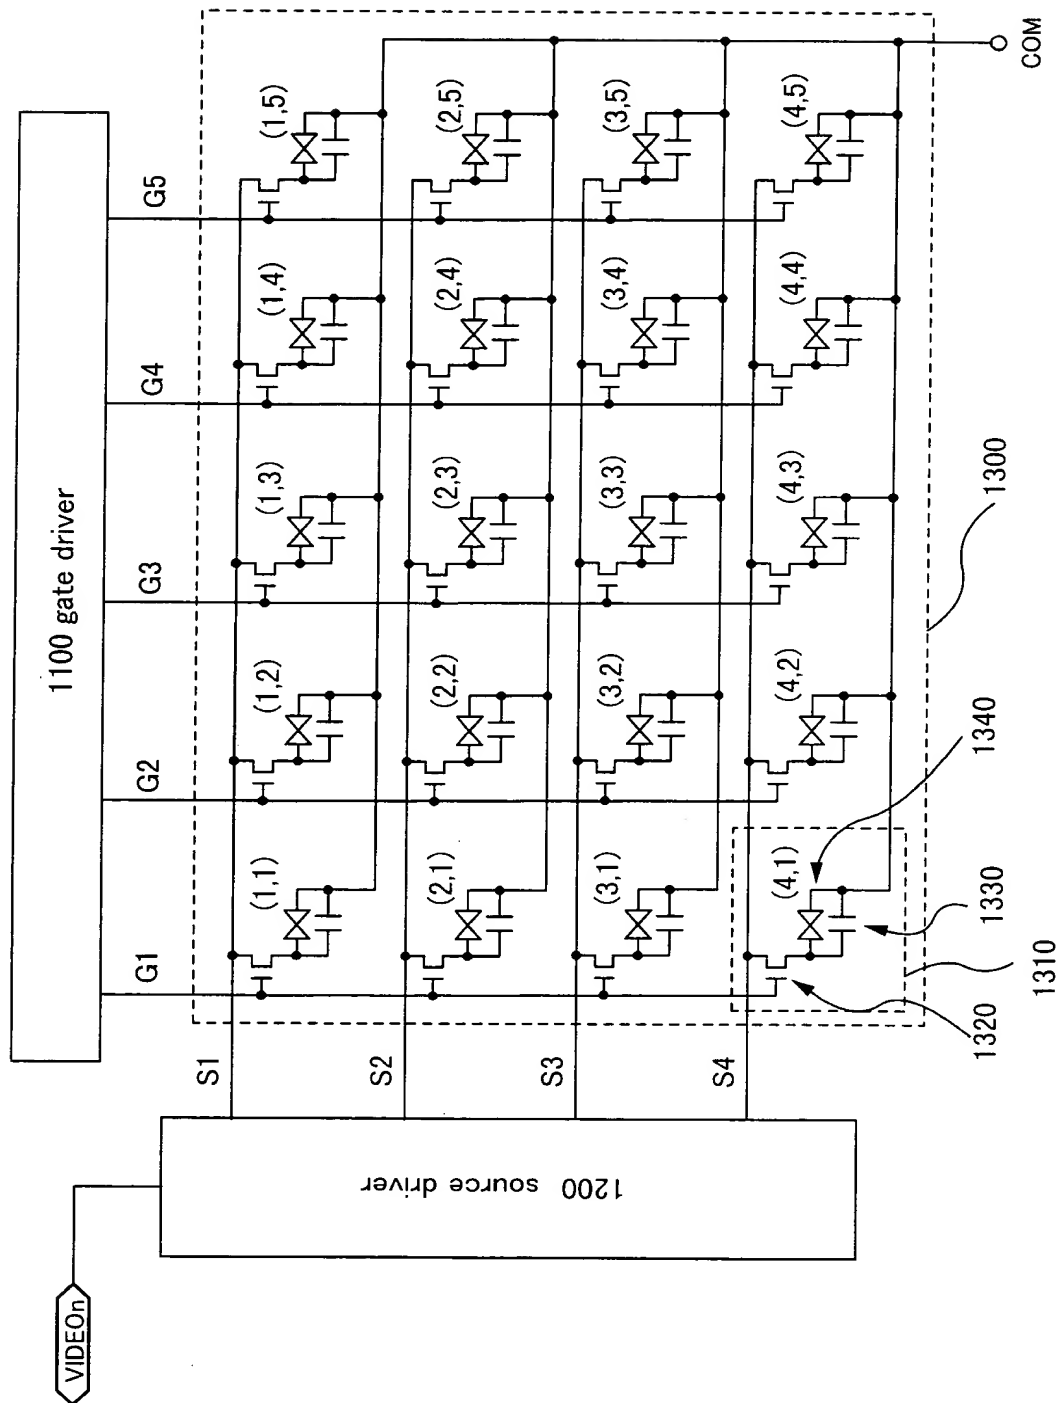 1100 gate driver
G1
G2
G3
G4
G5
VIDEOn
1200 source driver
S1
S2
S3
S4
(1,1)
(1,2)
(1,3)
(1,4)
(1,5)
(2,1)
(2,2)
(2,3)
(2,4)
(2,5)
(3,1)
(3,2)
(3,3)
(3,4)
(3,5)
(4,1)
(4,2)
(4,3)
(4,4)
(4,5)
COM
1300
1310
1320
1330
1340